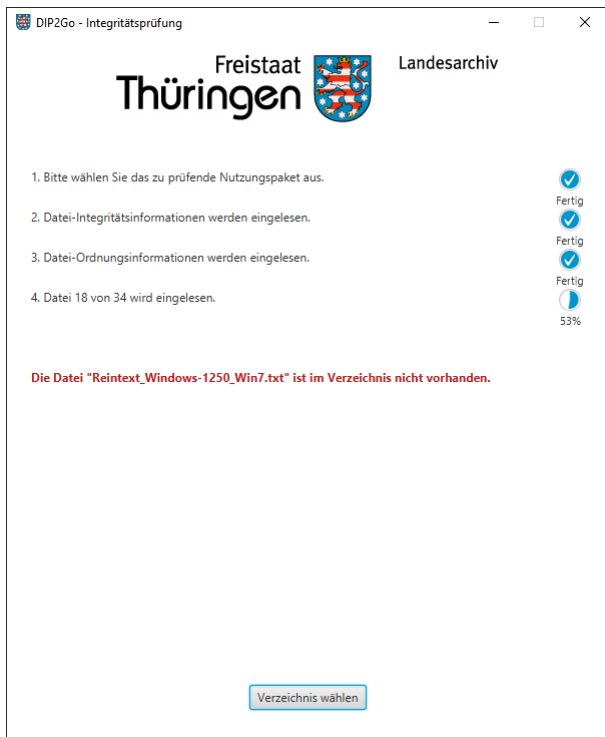 DIP2Go - Integritätsprüfung
Freistaat
Thüringen
Landesarchiv
1. Bitte wählen Sie das zu prüfende Nutzungspaket aus.
Fertig
2. Datei-Integritätsinformationen werden eingelesen.
Fertig
3. Datei-Ordnungsinformationen werden eingelesen.
Fertig
4. Datei 18 von 34 wird eingelesen.
53%
Die Datei "Reintext_Windows-1250_Win7.txt" ist im Verzeichnis nicht vorhanden.
Verzeichnis wählen